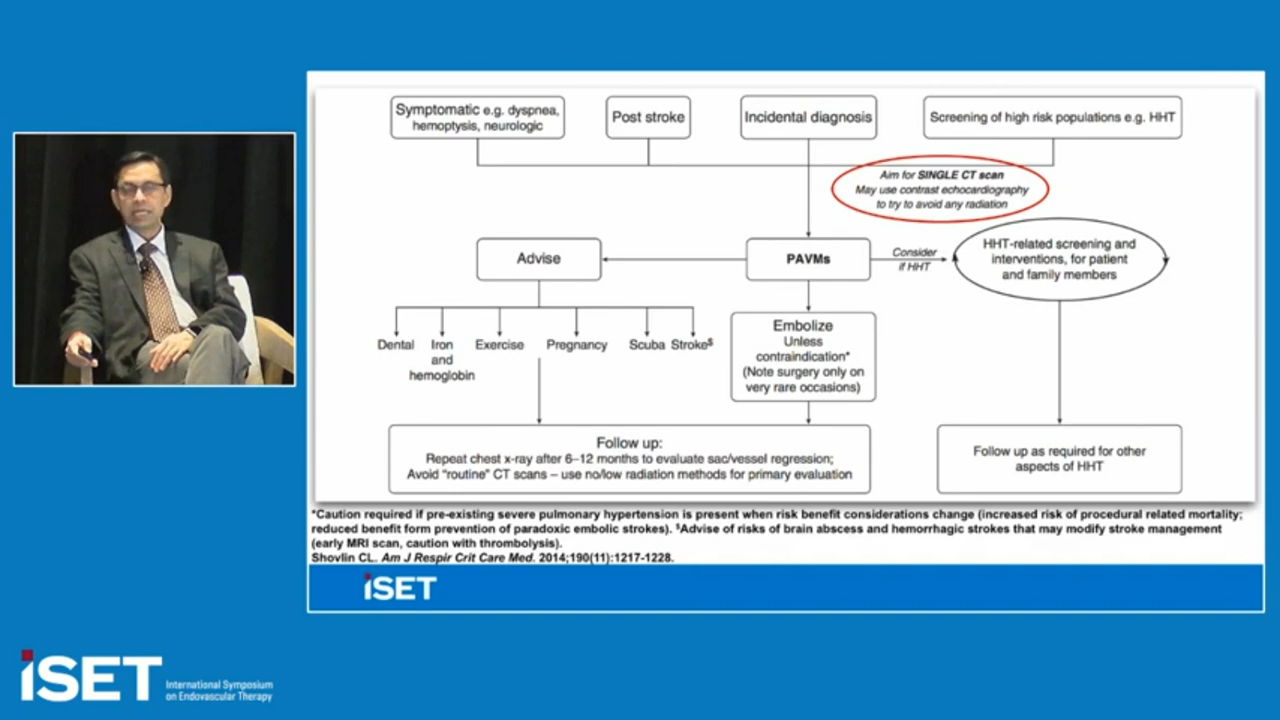 Symptomatic e.g. dyspnea,
hemoptysis, neurologic
Post stroke
Incidental diagnosis
Screening of high risk populations e.g. HHT
Aim for SINGLE CT scan
May use contrast echocardiography
to try to avoid any radiation
Advise
PAVMs
Consider
if HHT
HHT-related screening and
interventions, for patient
and family members
Dental
Iron
and
hemoglobin
Exercise
Pregnancy
Scuba
Stroke$
Embolize
Unless
contraindication*
(Note surgery only on
very rare occasions)
Follow up:
Repeat chest x-ray after 6–12 months to evaluate sac/vessel regression;
Avoid “routine” CT scans – use no/low radiation methods for primary evaluation
Follow up as required for other
aspects of HHT
*Caution required if pre-existing severe pulmonary hypertension is present when risk benefit considerations change (increased risk of procedural related mortality;
reduced benefit form prevention of paradoxic embolic strokes). $Advise of risks of brain abscess and hemorrhagic strokes that may modify stroke management
(early MRI scan, caution with thrombolysis).
Shovlin CL. Am J Respir Crit Care Med. 2014;190(11):1217-1228.
iSET
iSET
International Symposium
on Endovascular Therapy